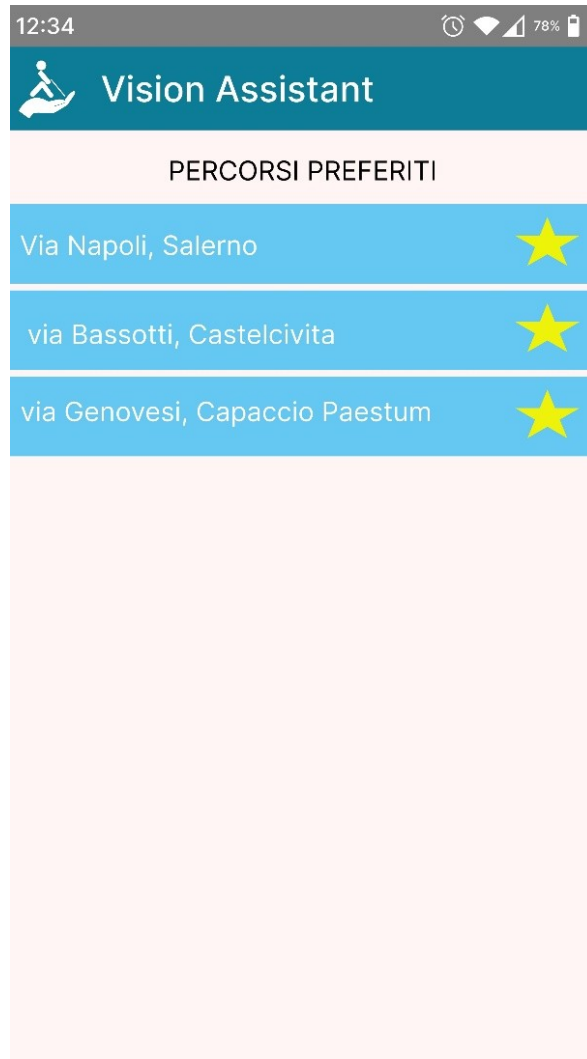 12:34
78%
Vision Assistant
PERCORSI PREFERITI
Via Napoli, Salerno
via Bassotti, Castelcivita
via Genovesi, Capaccio Paestum